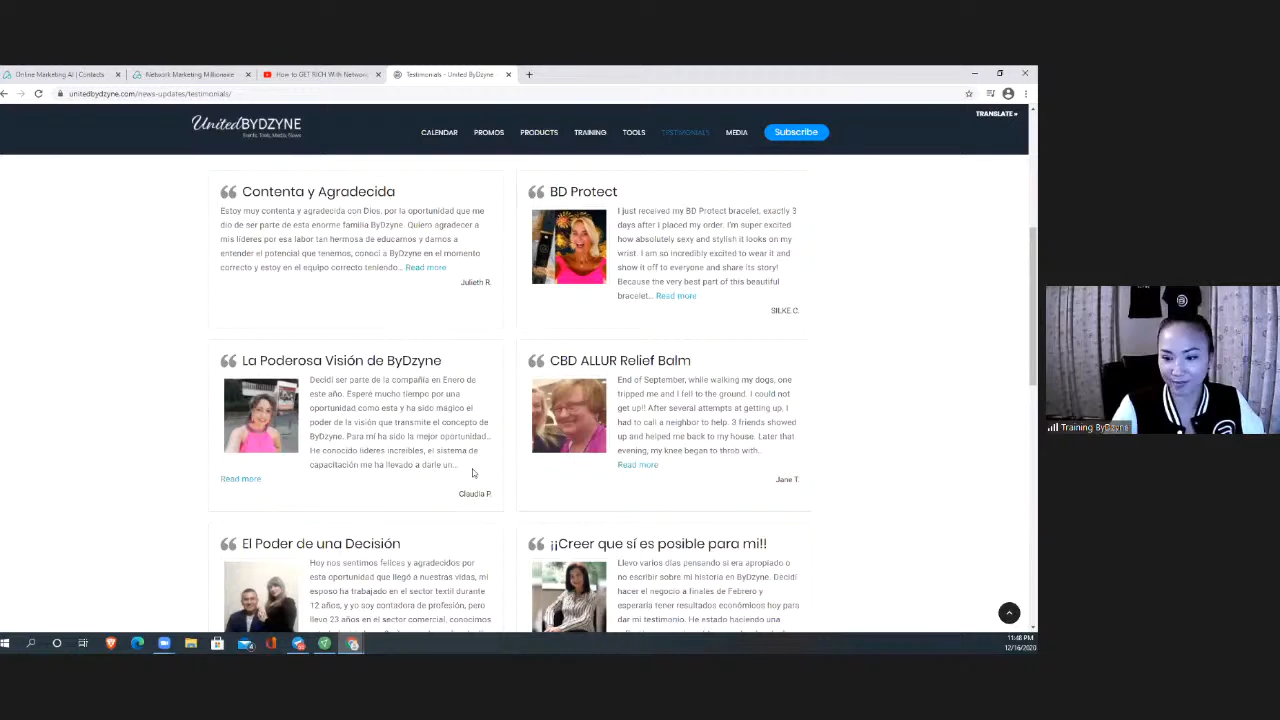 Online Marketing AI | Contacts
Network Marketing Millionaire
How to GET RICH With Network
Testimonials - United ByDzyne
unitedbydzyne.com/news-updates/testimonials/
TRANSLATE »
UnitedBYDZYNE
Events, Tools, Media, News
CALENDAR PROMOS PRODUCTS TRAINING TOOLS TESTIMONIALS MEDIA Subscribe
Contenta y Agradecida
Estoy muy contenta y agradecida con Dios, por la oportunidad que me
dio de ser parte de esta enorme familia ByDzyne. Quiero agradecer a
mis líderes por esa labor tan hermosa de educarnos y darnos a
entender el potencial que tenemos, conocí a ByDzyne en el momento
correcto y estoy en el equipo correcto teniendo... Read more
Julieth R.
BD Protect
I just received my BD Protect bracelet, exactly 3
days after i placed my order. I'm super excited
how absolutely sexy and stylish it looks on my
wrist. I am so incredibly excited to wear it and
show it off to everyone and share its story!
Because the very best part of this beautiful
bracelet... Read more
SILKE C.
La Poderosa Visión de ByDzyne
Decidí ser parte de la compañía en Enero de
este año. Esperé mucho tiempo por una
oportunidad como esta y ha sido mágico el
poder de la visión que transmite el concepto de
ByDzyne. Para mí ha sido la mejor oportunidad..
He conocido líderes increíbles, el sistema de
capacitación me ha llevado a darle un...
Read more
Claudia P.
CBD ALLUR Relief Balm
End of September, while walking my dogs, one
tripped me and I fell to the ground. I could not
get up!! After several attempts at getting up, I
had to call a neighbor to help. 3 friends showed
up and helped me back to my house. Later that
evening, my knee began to throb with..
Read more
Jane T.
El Poder de una Decisión
Hoy nos sentimos felices y agradecidos por
esta oportunidad que llegó a nuestras vidas, mi
esposo ha trabajado en el sector textil durante
12 años, y yo soy contadora de profesión, pero
llevo 23 años en el sector comercial, conocimos
¡¡Creer que sí es posible para mi!!
Llevo varios días pensando si era apropiado o
no escribir sobre mi historia en ByDzyne. Decidí
hacer el negocio a finales de Febrero y
esperaría tener resultados económicos para
dar mi testimonio. He estado haciendo una
Training ByDzyne
11:48 PM
12/16/2020